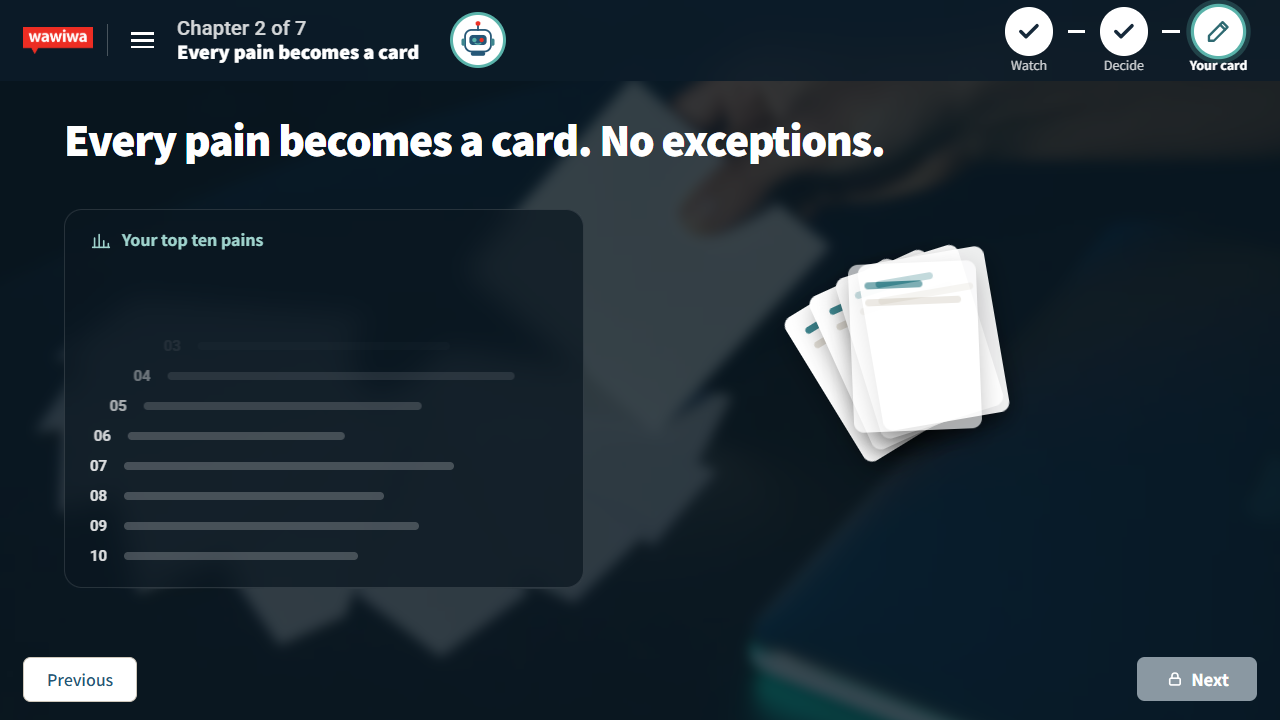 wawiwa
Chapter 2 of 7
Every pain becomes a card
Watch
Decide
Your card
Every pain becomes a card. No exceptions.
Your top ten pains
03
04
05
06
07
08
09
10
Previous
Next